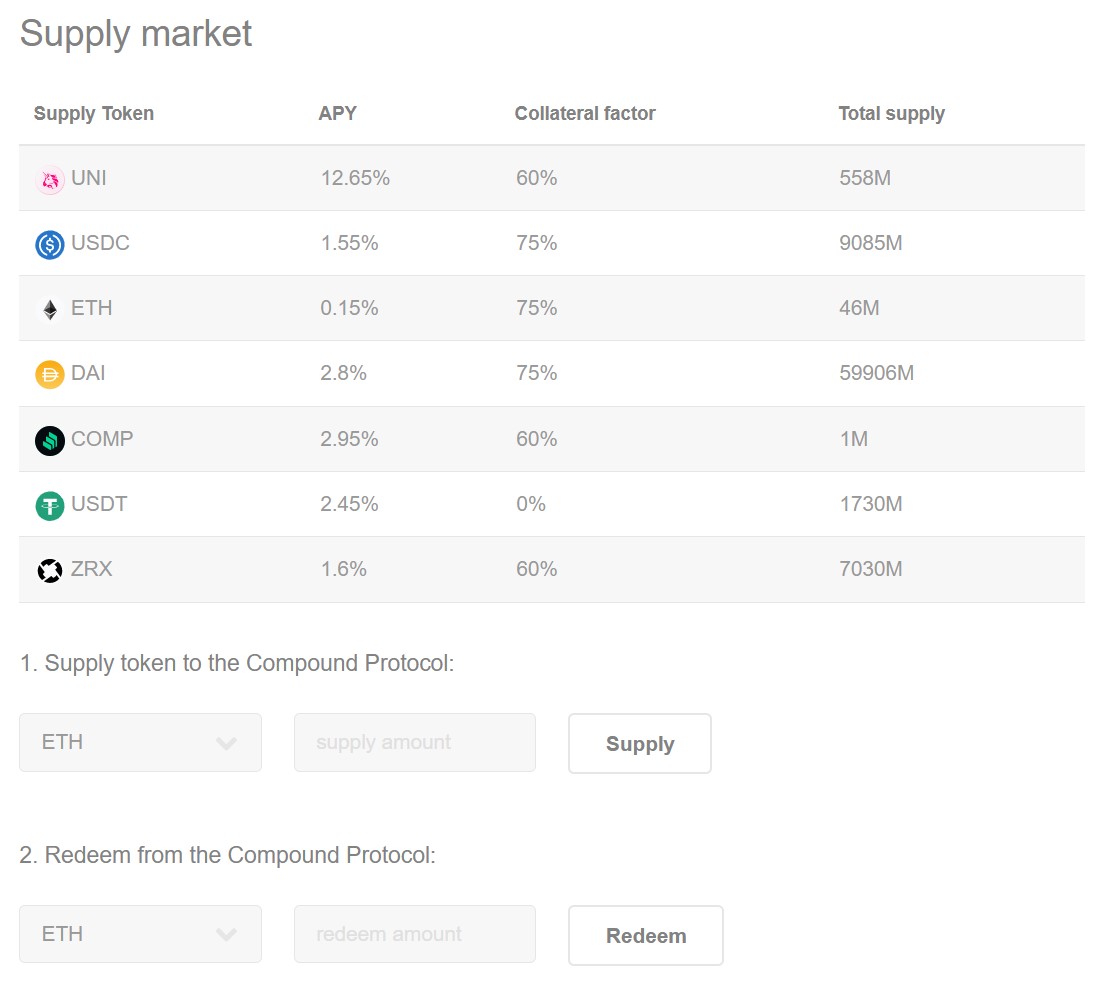 Supply market
Supply Token APY Collateral factor Total supply
UNI 12.65% 60% 558M
USDC 1.55% 75% 9085M
ETH 0.15% 75% 46M
DAI 2.8% 75% 59906M
COMP 2.95% 60% 1M
USDT 2.45% 0% 1730M
ZRX 1.6% 60% 7030M
1. Supply token to the Compound Protocol:
ETH supply amount Supply
2. Redeem from the Compound Protocol:
ETH redeem amount Redeem